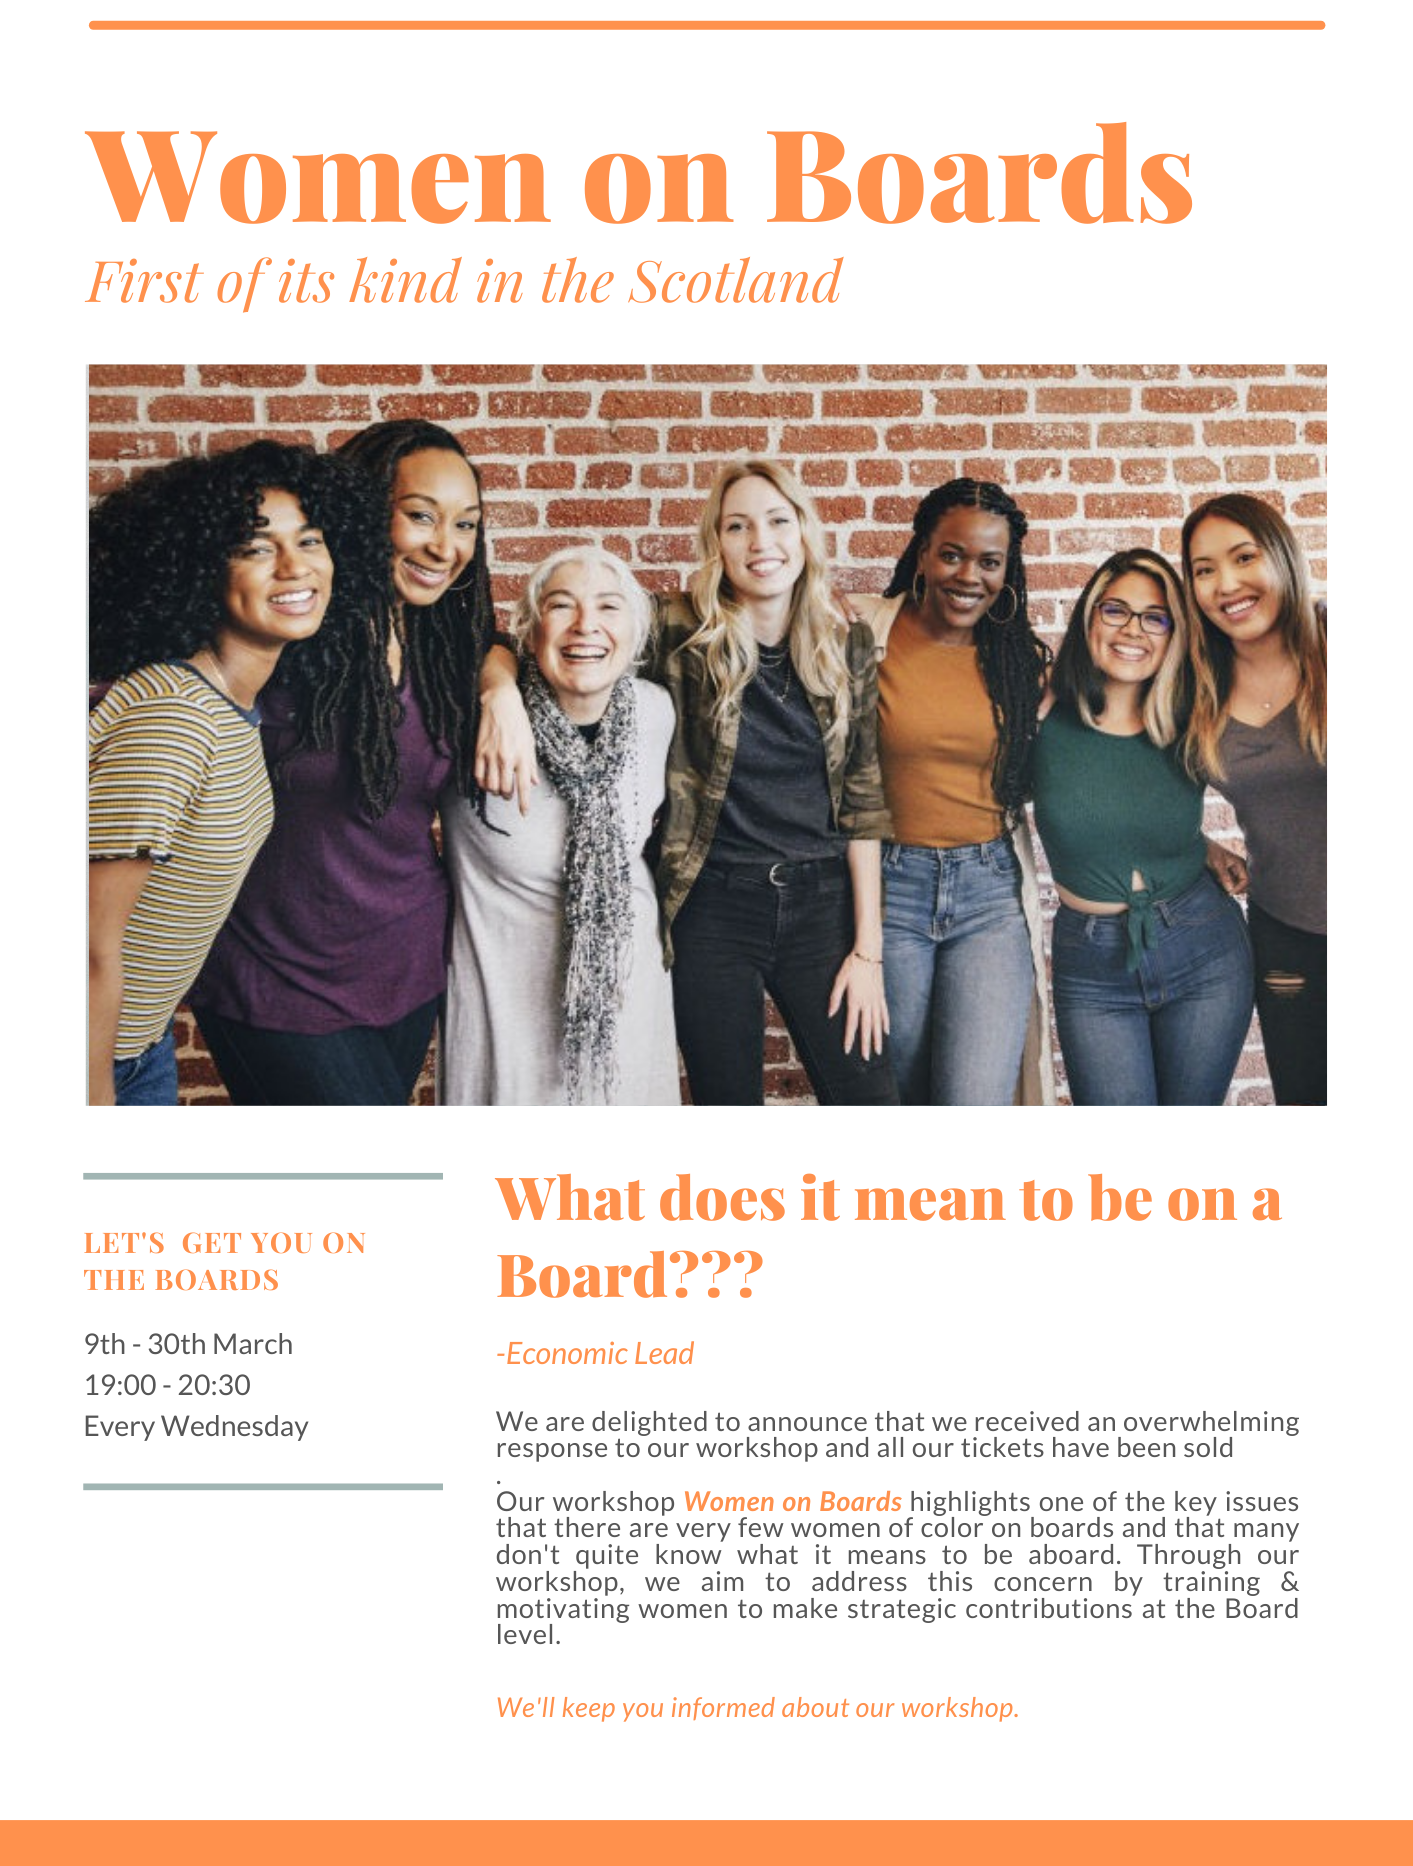 Women on Boards
First of its kind in the Scotland
LET'S GET YOU ON
THE BOARDS
9th - 30th March
19:00 - 20:30
Every Wednesday
What does it mean to be on a
Board???
-Economic Lead
We are delighted to announce that we received an overwhelming
response to our workshop and all our tickets have been sold
.
Our workshop Women on Boards highlights one of the key issues
that there are very few women of color on boards and that many
don't quite know what it means to be aboard. Through our
workshop, we aim to address this concern by training &
motivating women to make strategic contributions at the Board
level.
We'll keep you informed about our workshop.